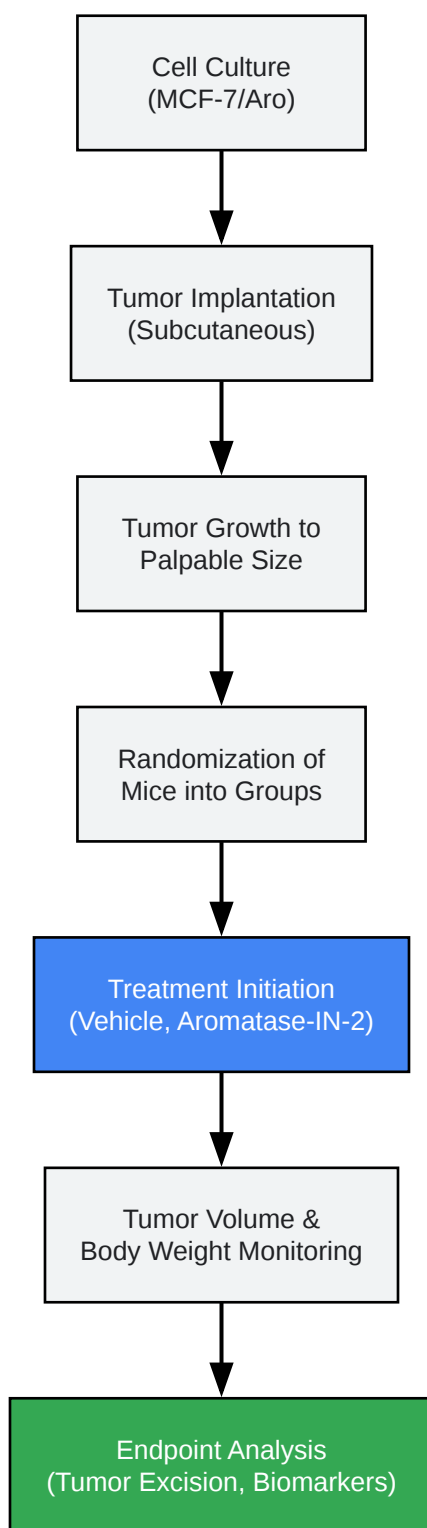 Cell Culture
(MCF-7/Aro)
Tumor Implantation
(Subcutaneous)
Tumor Growth to
Palpable Size
Randomization of
Mice into Groups
Treatment Initiation
(Vehicle, Aromatase-IN-2)
Tumor Volume &
Body Weight Monitoring
Endpoint Analysis
(Tumor Excision, Biomarkers)